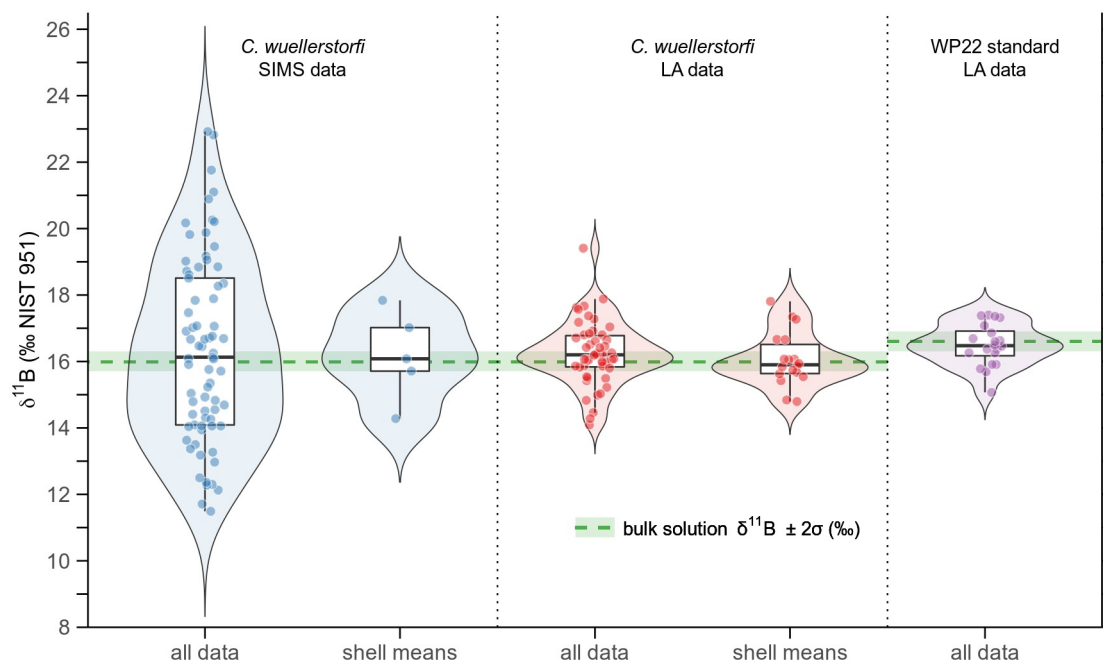 C. wuellerstorfi
SIMS data
C. wuellerstorfi
LA data
WP22 standard
LA data
δ¹¹B (‰ NIST 951)
26
24
22
20
18
16
14
12
10
8
bulk solution δ¹¹B ± 2σ (‰)
all data
shell means
all data
shell means
all data